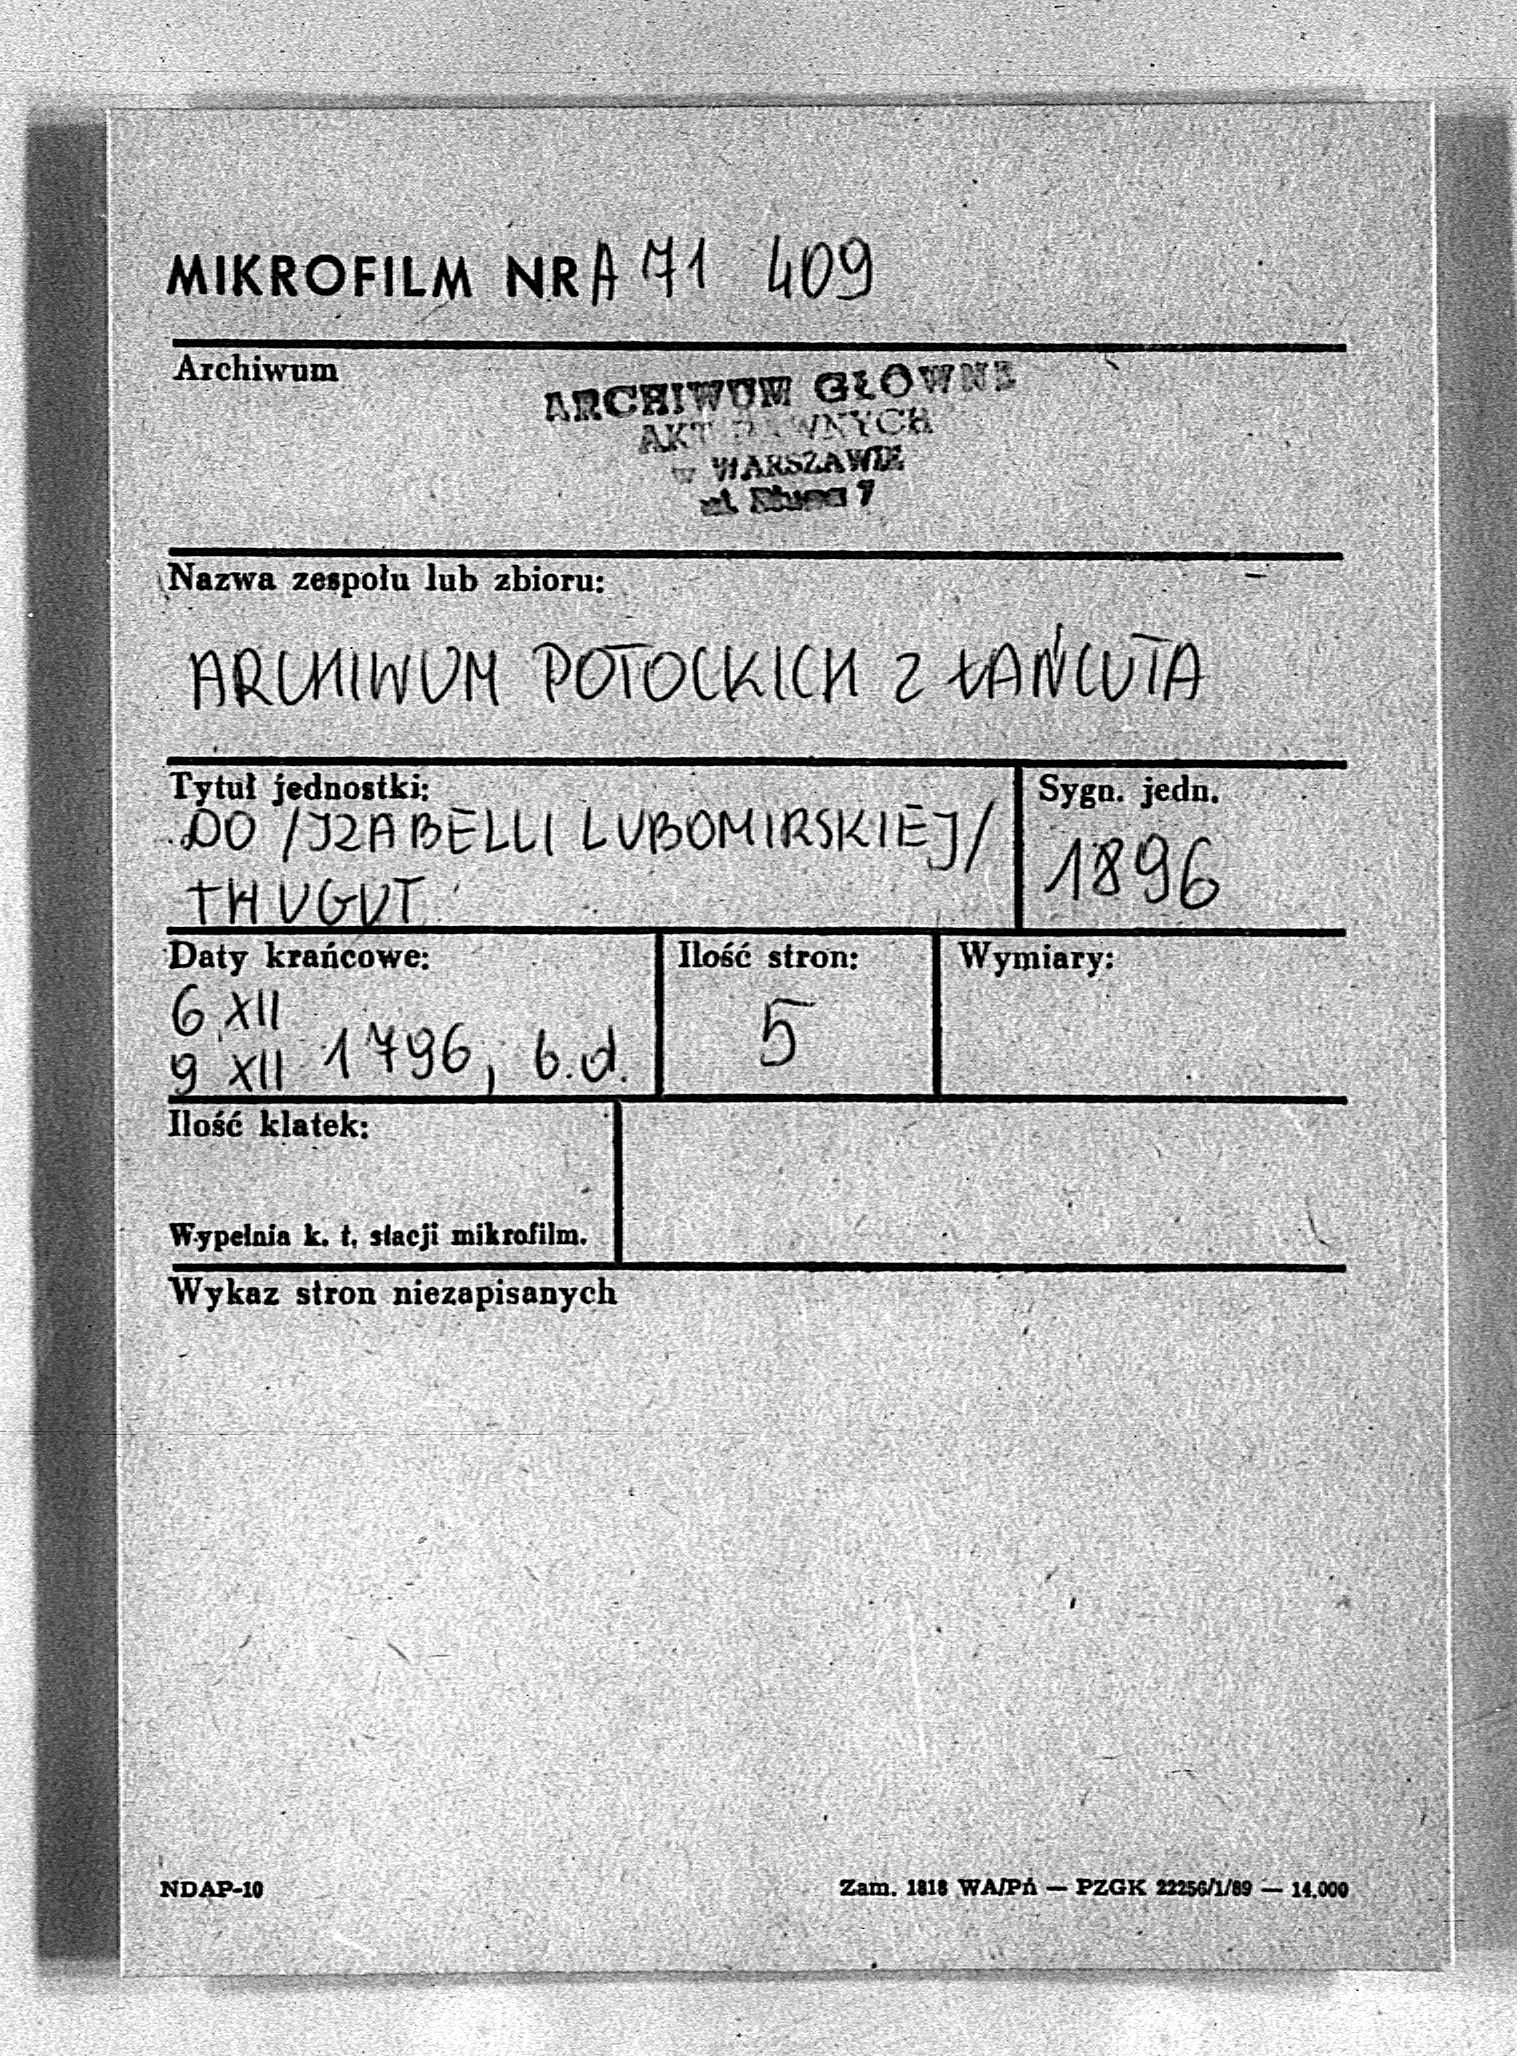 MIKROFILM NR A 71 409
Archiwum
ARCHIWUM GŁÓWNE
AKT DAWNYCH
w WARSZAWIE
ul. Długa 7
Nazwa zespołu lub zbioru:
ARCHIWUM POTOCKICH Z ŁAŃCUTA
Tytuł jednostki:
DO /IZABELLI LUBOMIRSKIEJ/
THUGUT
Sygn. jedn.
1896
Daty krańcowe:
6 XII
9 XII 1796, b.d.
Ilość stron:
5
Wymiary:
Ilość klatek:
Wypełnia k. t. stacji mikrofilm.
Wykaz stron niezapisanych
NDAP-10
Zam. 1818 WA/Pń — PZGK 22256/1/89 — 14.000